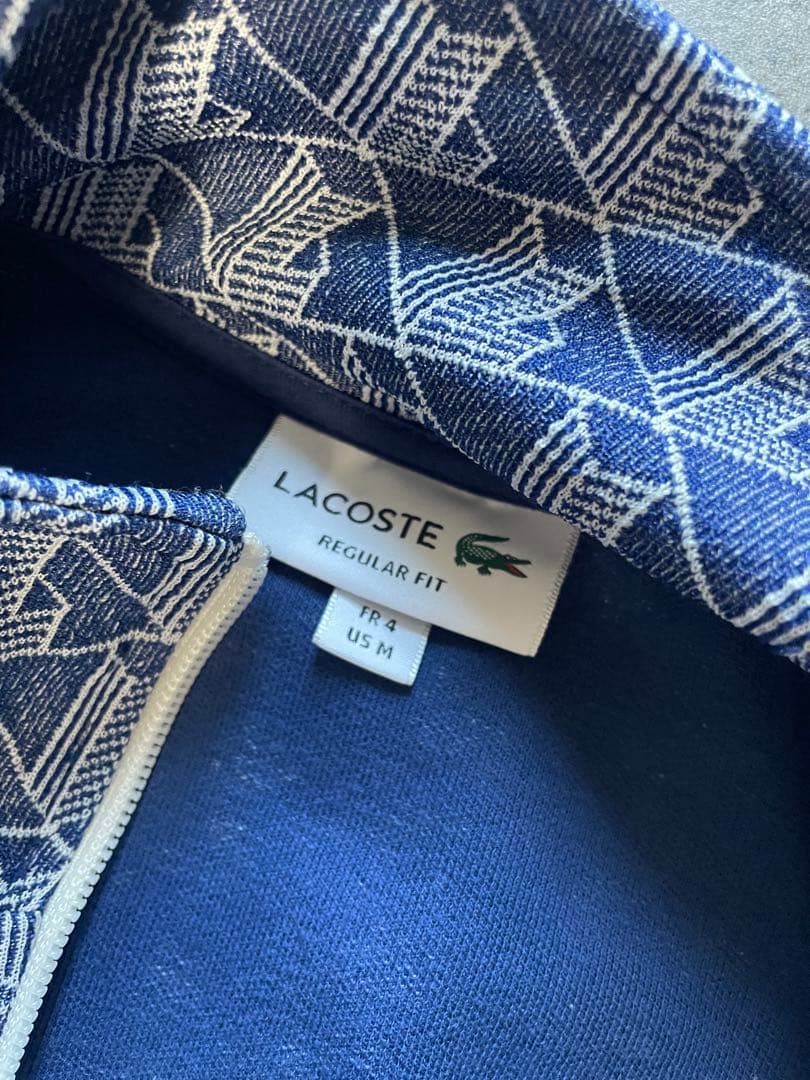 LACOSTE
REGULAR FIT
FR 4
US M